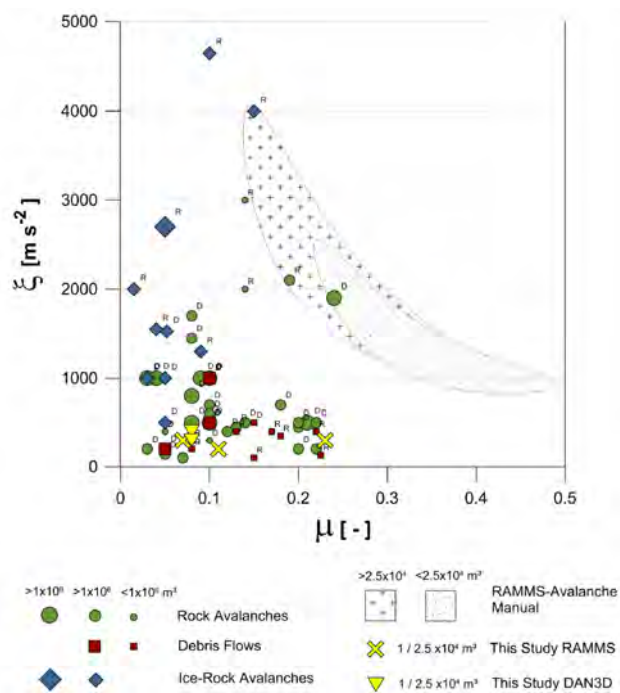 5000
4000
3000
2000
1000
0
ξ [m s⁻²]
0 0.1 0.2 0.3 0.4 0.5
μ [ - ]
R
R
R
R
R
R
D
R
D
R D
D
R
D D D
D
D
D
D D
R
R R
D D
D
R
D
R
D D
D
>1x10⁶ <1x10⁵ m³
Rock Avalanches
Debris Flows
Ice-Rock Avalanches
>2.5x10⁴ <2.5x10⁴ m³
RAMMS-Avalanche
Manual
1 / 2.5 x10⁴ m³ This Study RAMMS
1 / 2.5 x10⁴ m³ This Study DAN3D